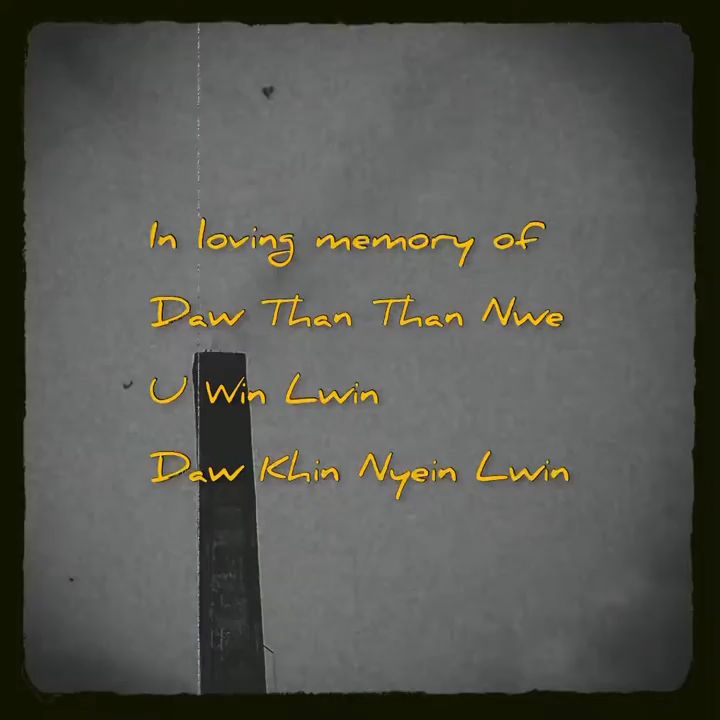 In loving memory of
Daw Than Than Nwe
U Win Lwin
Daw Khin Nyein Lwin